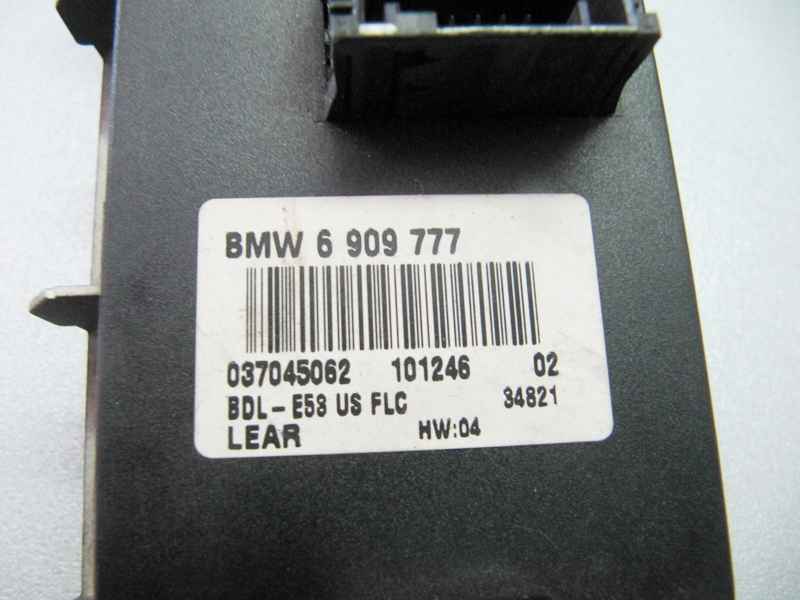 BMW 6 909 777
037045062 101246 02
BDL-E53 US FLC 34821
LEAR HW:04